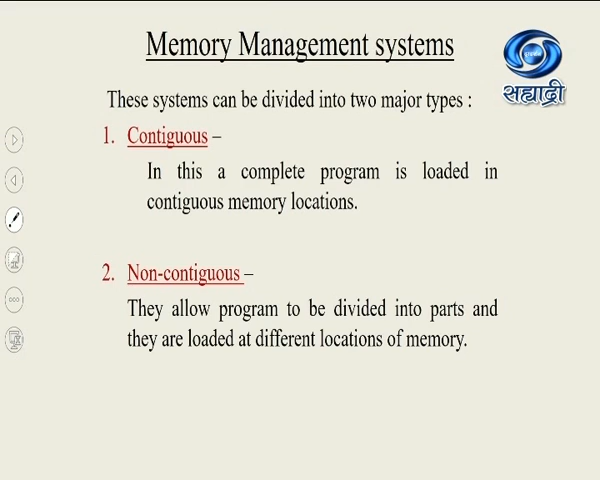 Memory Management systems
सह्याद्री
These systems can be divided into two major types :
1. Contiguous –
In this a complete program is loaded in
contiguous memory locations.
2. Non-contiguous –
They allow program to be divided into parts and
they are loaded at different locations of memory.